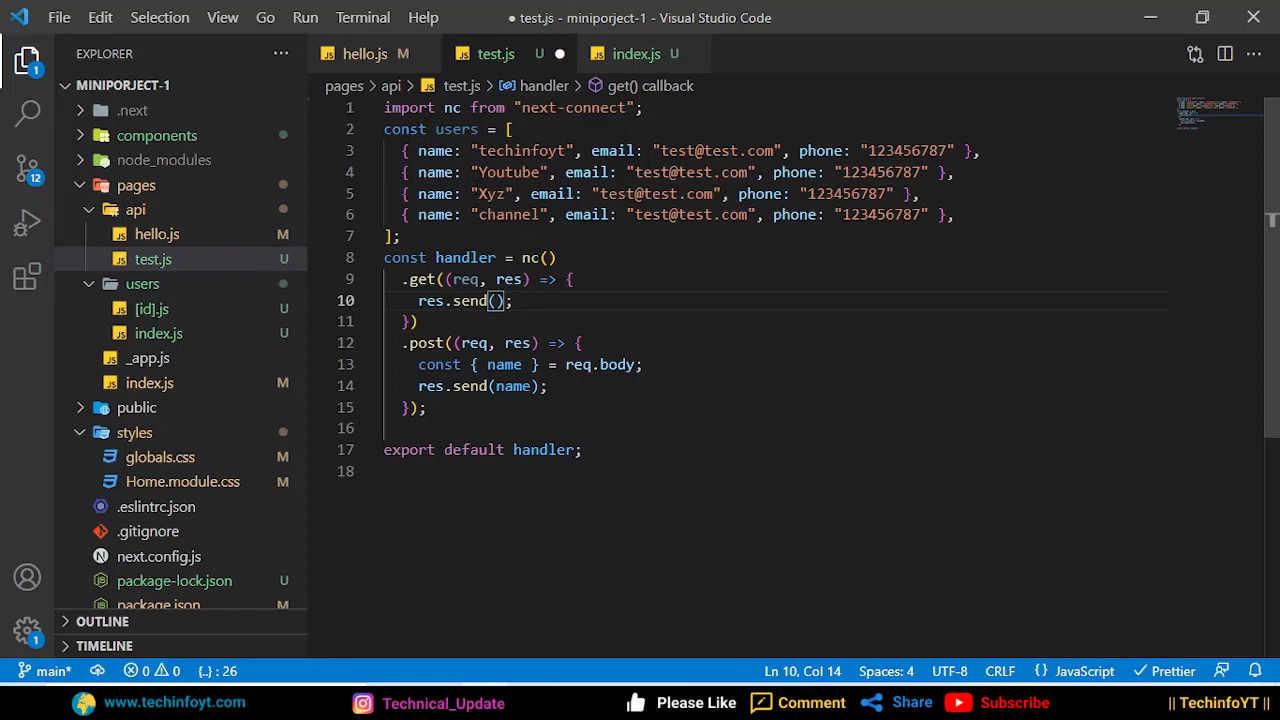 File Edit Selection View Go Run Terminal Help ● test.js - miniporject-1 - Visual Studio Code
EXPLORER ...
hello.js M test.js U ● index.js U
MINIPORJECT-1
pages > api > test.js > handler > get() callback
.next
components
node_modules
pages
api
hello.js M
test.js U
users
[id].js U
index.js U
_app.js
index.js M
public
styles
globals.css M
Home.module.css M
.eslintrc.json
.gitignore
next.config.js
package-lock.json U
package.json M
OUTLINE
TIMELINE
1
12
1
1 import nc from "next-connect";
2 const users = [
3 { name: "techinfoyt", email: "test@test.com", phone: "123456787" },
4 { name: "Youtube", email: "test@test.com", phone: "123456787" },
5 { name: "Xyz", email: "test@test.com", phone: "123456787" },
6 { name: "channel", email: "test@test.com", phone: "123456787" },
7 ];
8 const handler = nc()
9 .get((req, res) => {
10 res.send();
11 })
12 .post((req, res) => {
13 const { name } = req.body;
14 res.send(name);
15 });
16
17 export default handler;
18
main* 0 0 {..} : 26 Ln 10, Col 14 Spaces: 4 UTF-8 CRLF {} JavaScript Prettier
www.techinfoyt.com Technical_Update Please Like Comment Share Subscribe || TechinfoYT ||